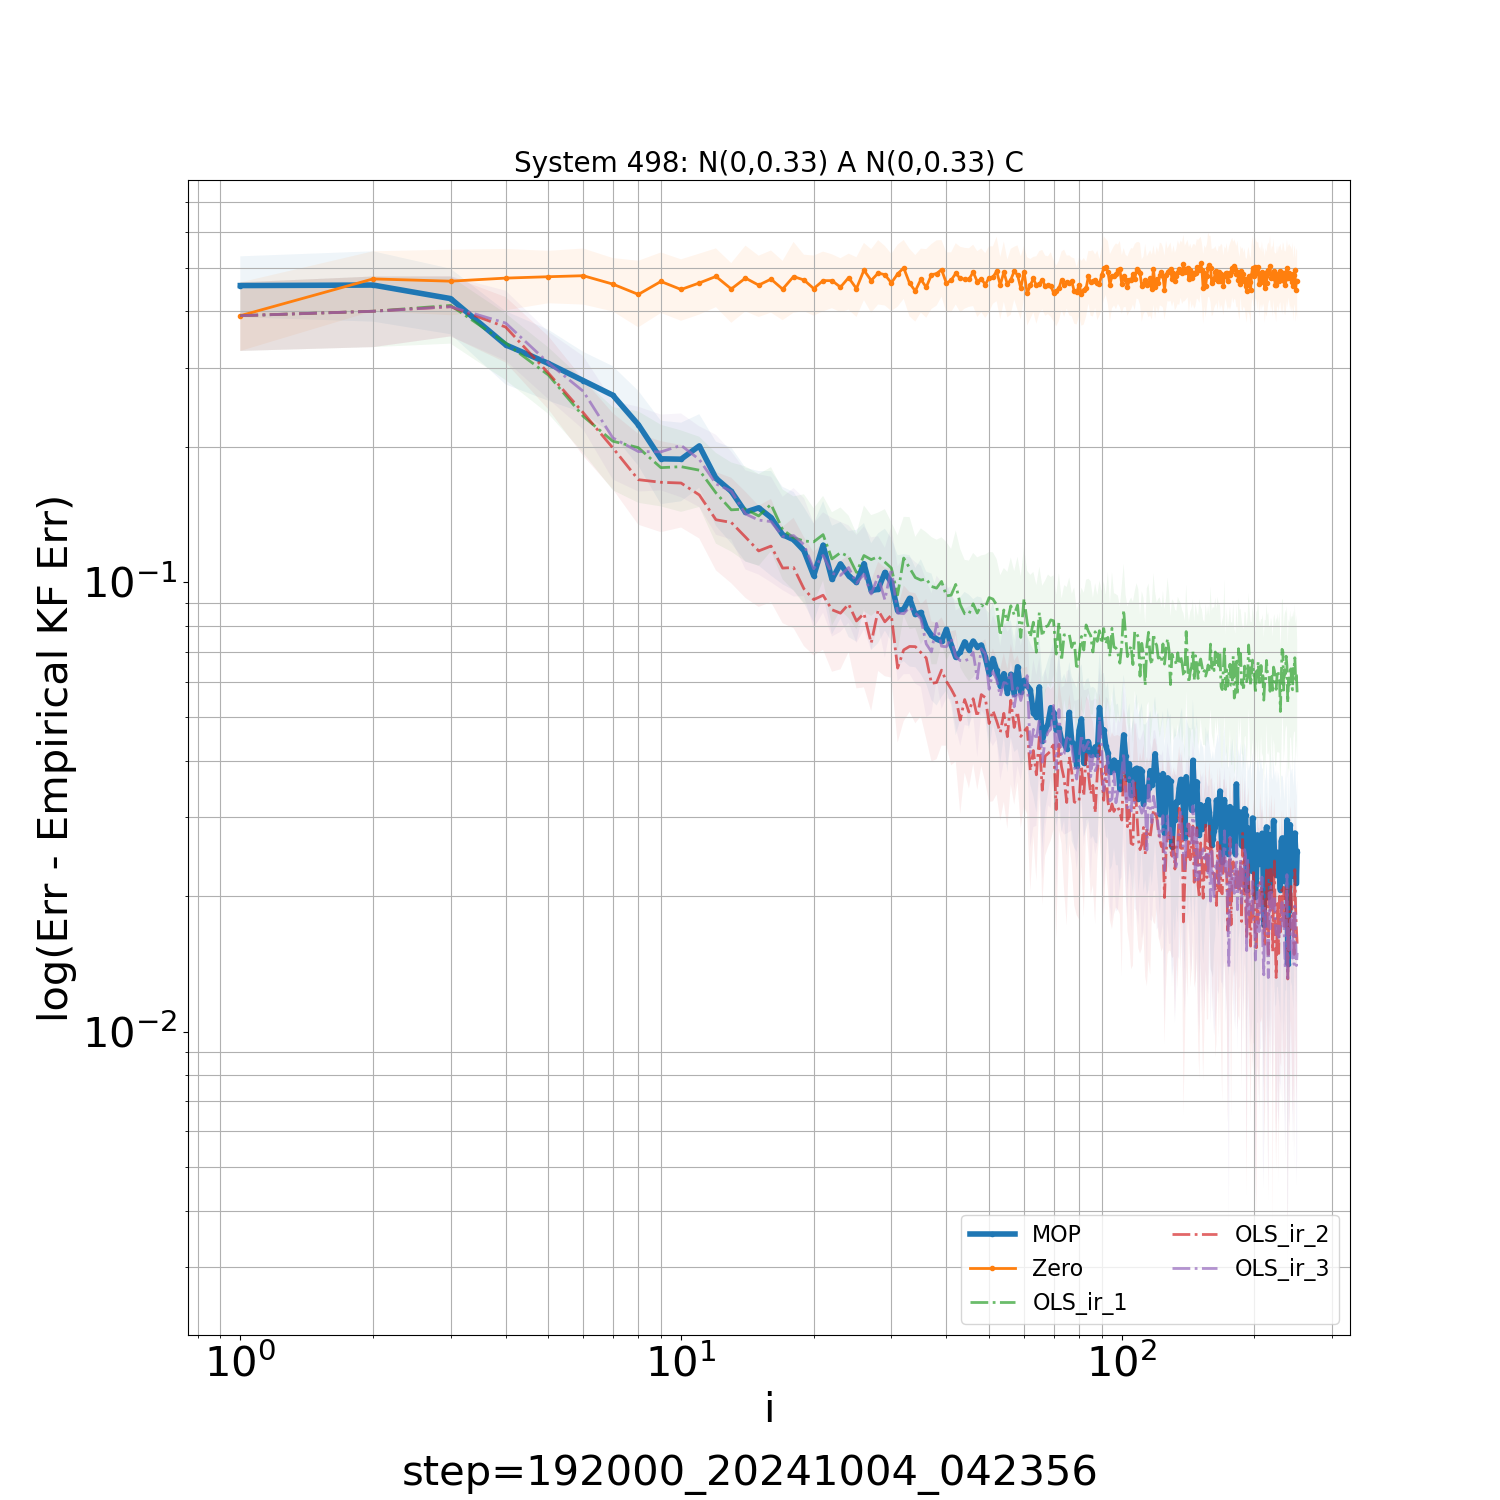 System 498: N(0,0.33) A N(0,0.33) C
log(Err - Empirical KF Err)
10⁻¹
10⁻²
10⁰
10¹
10²
MOP
Zero
OLS_ir_1
OLS_ir_2
OLS_ir_3
i
step=192000_20241004_042356